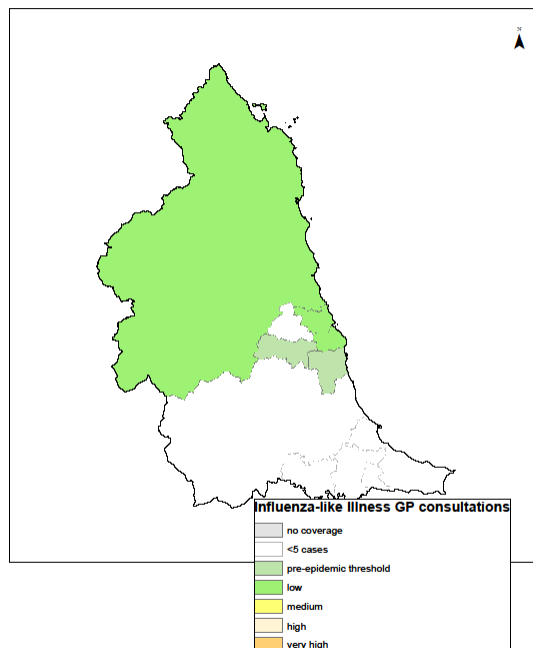 N
Influenza-like Illness GP consultations
no coverage
<5 cases
pre-epidemic threshold
low
medium
high
very high